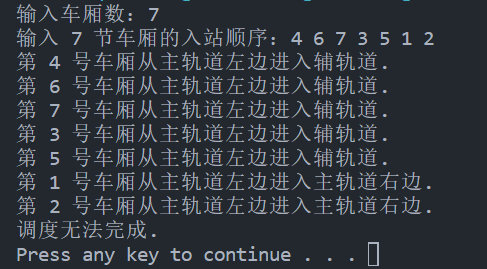 输入车厢数：7
输入 7 节车厢的入站顺序：4 6 7 3 5 1 2
第 4 号车厢从主轨道左边进入辅轨道.
第 6 号车厢从主轨道左边进入辅轨道.
第 7 号车厢从主轨道左边进入辅轨道.
第 3 号车厢从主轨道左边进入辅轨道.
第 5 号车厢从主轨道左边进入辅轨道.
第 1 号车厢从主轨道左边进入主轨道右边.
第 2 号车厢从主轨道左边进入主轨道右边.
调度无法完成.
Press any key to continue . . .